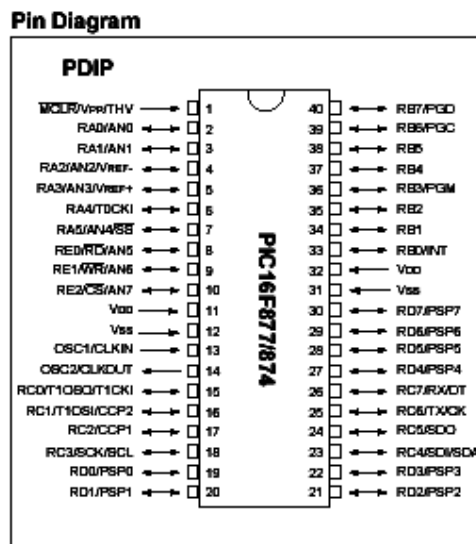 Pin Diagram
PDIP
MCLR/VPP/THV 1 40 RB7/PGD
RA0/AN0 2 39 RB6/PGC
RA1/AN1 3 38 RB5
RA2/AN2/VREF- 4 37 RB4
RA3/AN3/VREF+ 5 36 RB3/PGM
RA4/T0CKI 6 35 RB2
RA5/AN4/SS 7 34 RB1
RE0/RD/AN5 8 33 RB0/INT
RE1/WR/AN6 9 32 VDD
RE2/CS/AN7 10 31 VSS
VDD 11 30 RD7/PSP7
VSS 12 29 RD6/PSP6
OSC1/CLKIN 13 28 RD5/PSP5
OSC2/CLKOUT 14 27 RD4/PSP4
RC0/T1OSO/T1CKI 15 26 RC7/RX/DT
RC1/T1OSI/CCP2 16 25 RC6/TX/CK
RC2/CCP1 17 24 RC5/SDO
RC3/SCK/SCL 18 23 RC4/SDI/SDA
RD0/PSP0 19 22 RD3/PSP3
RD1/PSP1 20 21 RD2/PSP2
PIC16F877/874